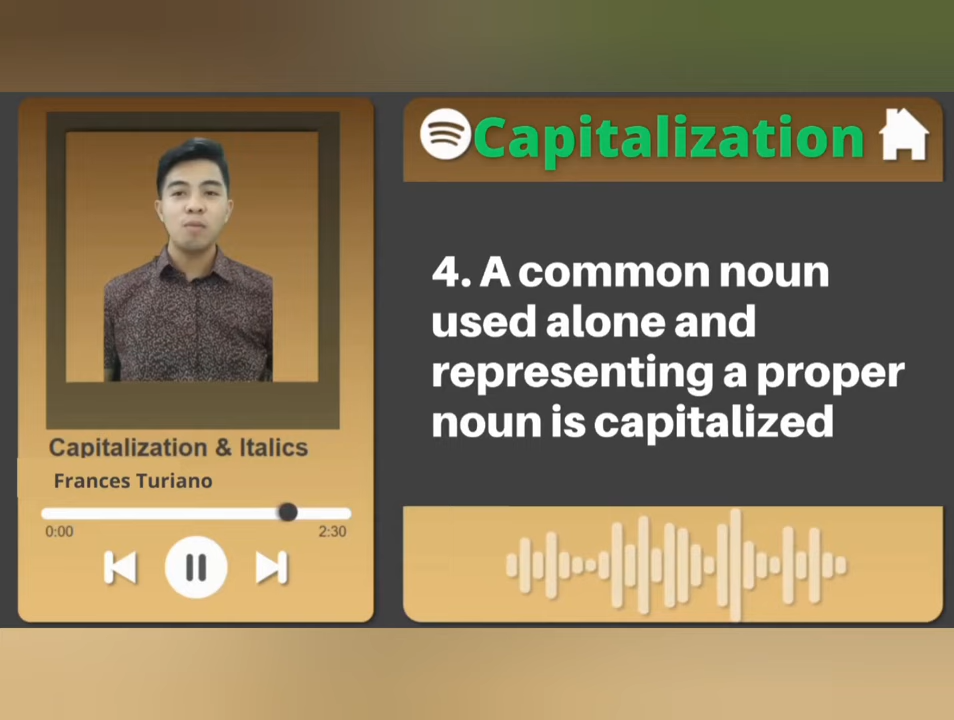 Capitalization & Italics
Frances Turiano
0:00
2:30
Capitalization
4. A common noun
used alone and
representing a proper
noun is capitalized